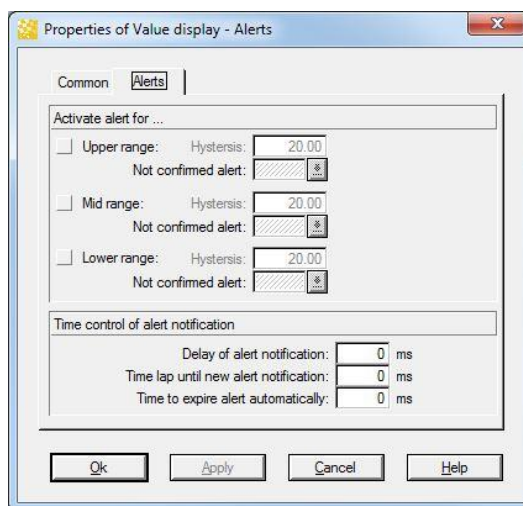 Properties of Value display - Alerts
Common Alerts
Activate alert for ...
Upper range: Hystersis: 20.00
Not confirmed alert:
Mid range: Hystersis: 20.00
Not confirmed alert:
Lower range: Hystersis: 20.00
Not confirmed alert:
Time control of alert notification
Delay of alert notification: 0 ms
Time lap until new alert notification: 0 ms
Time to expire alert automatically: 0 ms
Ok Apply Cancel Help